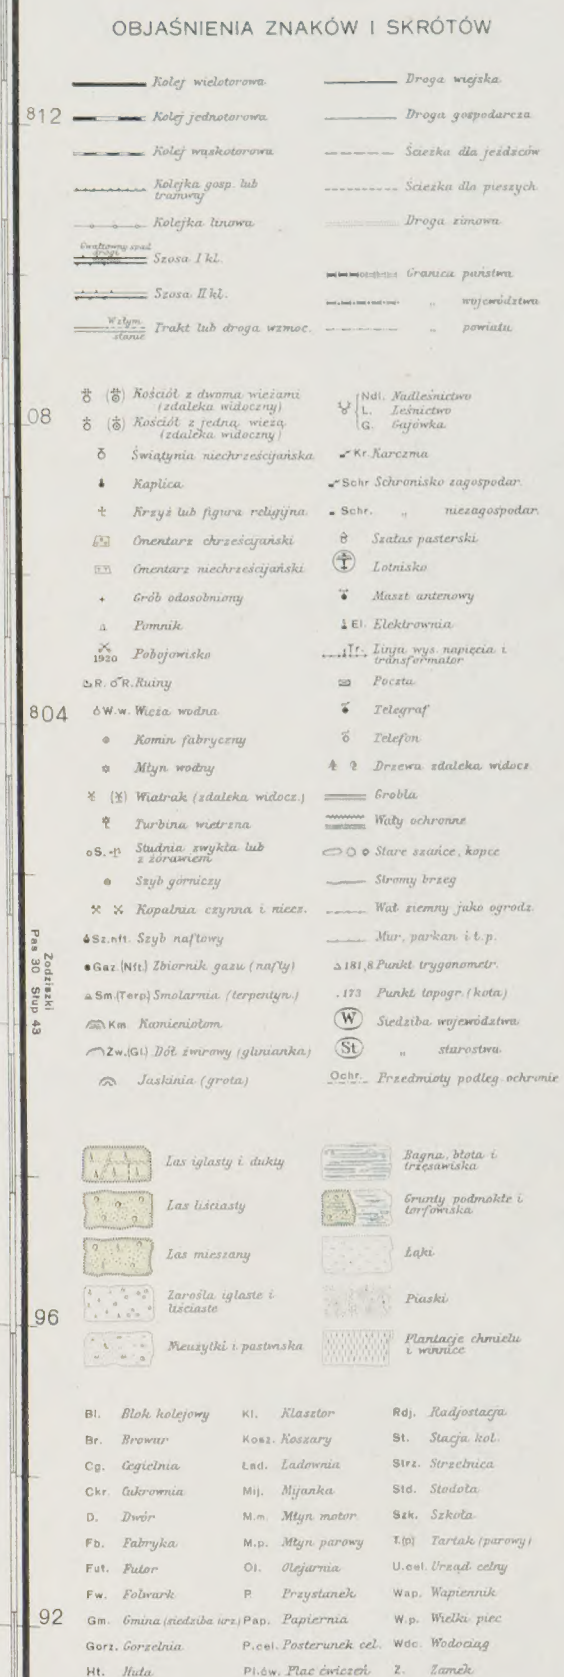 OBJAŚNIENIA ZNAKÓW I SKRÓTÓW
812
08
804
96
92
Żodziszki
Pas 30 Słup 43
Kolej wielotorowa
Kolej jednotorowa
Kolej wąskotorowa
Kolejka gosp. lub
tramwaj
Kolejka linowa
Gwałtowny spad
drogi
Szosa I kl.
Szosa II kl.
Wstym
stanie
Trakt lub droga wzmoc.
Droga wiejska
Droga gospodarcza
Ścieżka dla jeźdźców
Ścieżka dla pieszych
Droga zimowa
Granica państwa
„ województwa
„ powiatu
Kościół z dwoma wieżami
(zdaleka widoczny)
Kościół z jedną wieżą
(zdaleka widoczny)
Świątynia niechrześcijańska
Kaplica
Krzyż lub figura religijna
Cmentarz chrześcijański
Cmentarz niechrześcijański
Grób odosobniony
Pomnik
1920 Pobojowisko
R. R. Ruiny
W.w. Wieża wodna
Komin fabryczny
Młyn wodny
Wiatrak (zdaleka widocz.)
Turbina wietrzna
S. Studnia zwykła lub
z żórawiem
Szyb górniczy
Kopalnia czynna i niecz.
Sz.nft. Szyb naftowy
Gaz.(Nft.) Zbiornik gazu (nafty)
Sm.(Terp) Smolarnia (terpentyn.)
Km Kamieniołom
Żw.(Gl.) Dół żwirowy (glinianka)
Jaskinia (grota)
Ndl. Nadleśnictwo
L. Leśnictwo
G. Gajówka
Kr. Karczma
Schr Schronisko zagospodar.
Schr. „ niezagospodar.
Szałas pasterski
Lotnisko
Maszt antenowy
El. Elektrownia
Tr. Linja wys. napięcia i
transformator
Poczta
Telegraf
Telefon
Drzewa zdaleka widocz.
Grobla
Wały ochronne
Stare szańce, kopce
Stromy brzeg
Wał ziemny jako ogrodz.
Mur, parkan i t.p.
181,8 Punkt trygonometr.
.173 Punkt topogr. (kota)
W Siedziba województwa
St „ starostwa
Ochr. Przedmioty podleg. ochronie
Las iglasty i dukty
Las liściasty
Las mieszany
Zarośla iglaste i
liściaste
Nieużytki i pastwiska
Bagna, błota i
trzęsawiska
Grunty podmokłe i
torfowiska
Łąki
Piaski
Plantacje chmielu
i winnice
Bl. Blok kolejowy
Br. Browar
Cg. Cegielnia
Ckr. Cukrownia
D. Dwór
Fb. Fabryka
Fut. Futor
Fw. Folwark
Gm. Gmina (siedziba urz.)
Gorz. Gorzelnia
Ht. Huta
Kl. Klasztor
Kosz. Koszary
Ład. Ładownia
Mij. Mijanka
M.m. Młyn motor
M.p. Młyn parowy
Ol. Olejarnia
P. Przystanek
Pap. Papiernia
P.cel. Posterunek cel.
Pl.ćw. Plac ćwiczeń
Rdj. Radjostacja
St. Stacja kol.
Strz. Strzelnica
Std. Stodoła
Szk. Szkoła
T.(p) Tartak (parowy)
U.cel. Urząd celny
Wap. Wapiennik
W.p. Wielki piec
Wdc. Wodociąg
Z. Zamek